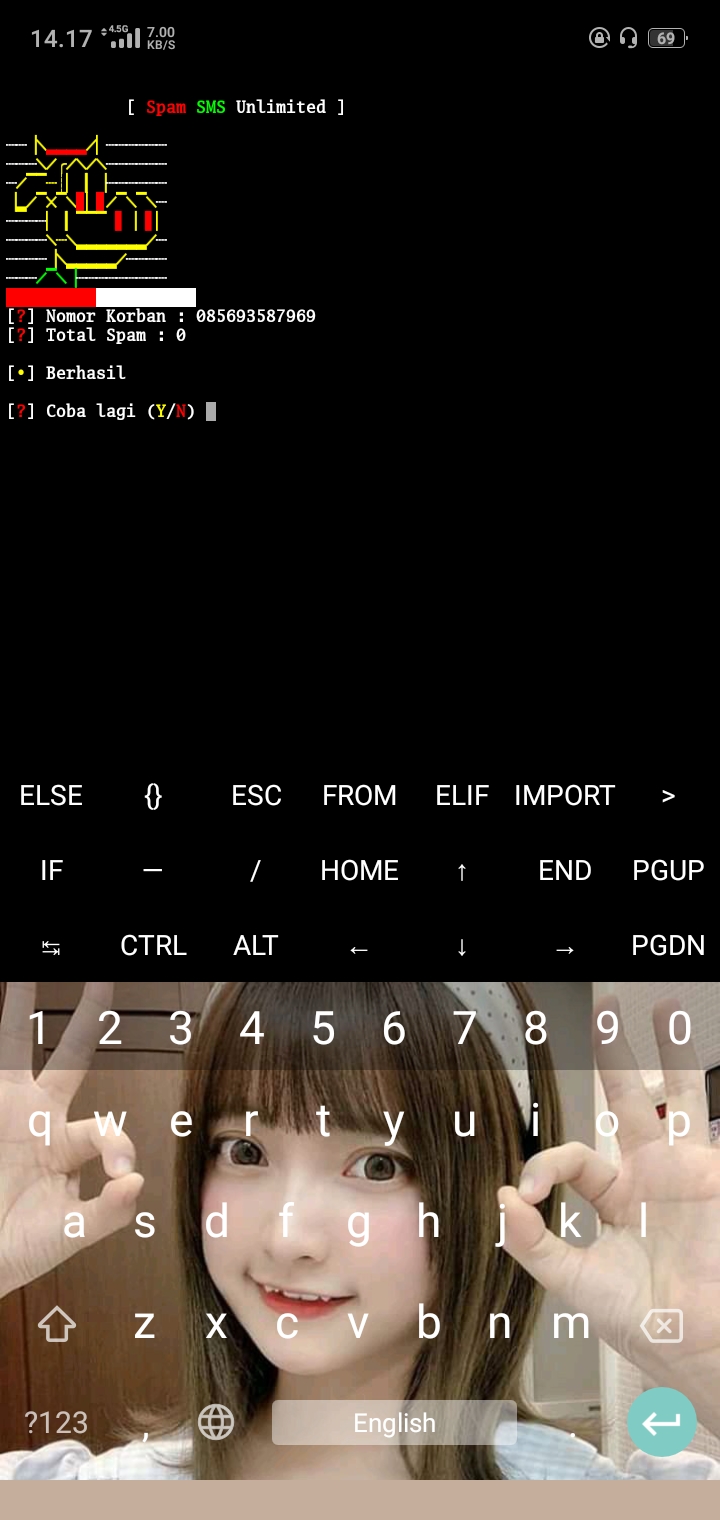 14.17 4.5G 7.00 KB/S 69
[ Spam SMS Unlimited ]
[?] Nomor Korban : 085693587969
[?] Total Spam : 0
[•] Berhasil
[?] Coba lagi (Y/N)
ELSE {} ESC FROM ELIF IMPORT >
IF — / HOME ↑ END PGUP
↹ CTRL ALT ← ↓ → PGDN
1 2 3 4 5 6 7 8 9 0
q w e r t y u i o p
a s d f g h j k l
z x c v b n m
?123 , English .